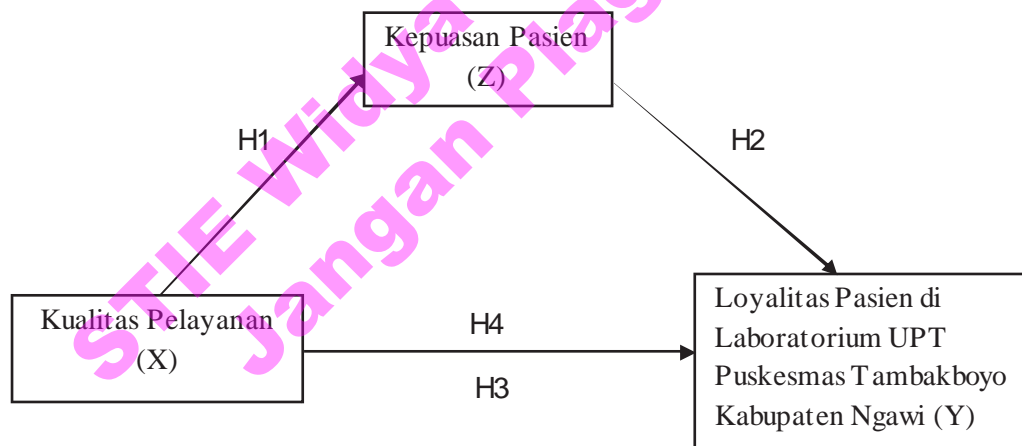 Kepuasan Pasien
(Z)
H1
H2
Kualitas Pelayanan
(X)
H4
H3
Loyalitas Pasien di
Laboratorium UPT
Puskesmas Tambakboyo
Kabupaten Ngawi (Y)
STIE Widya
Jangan Plag